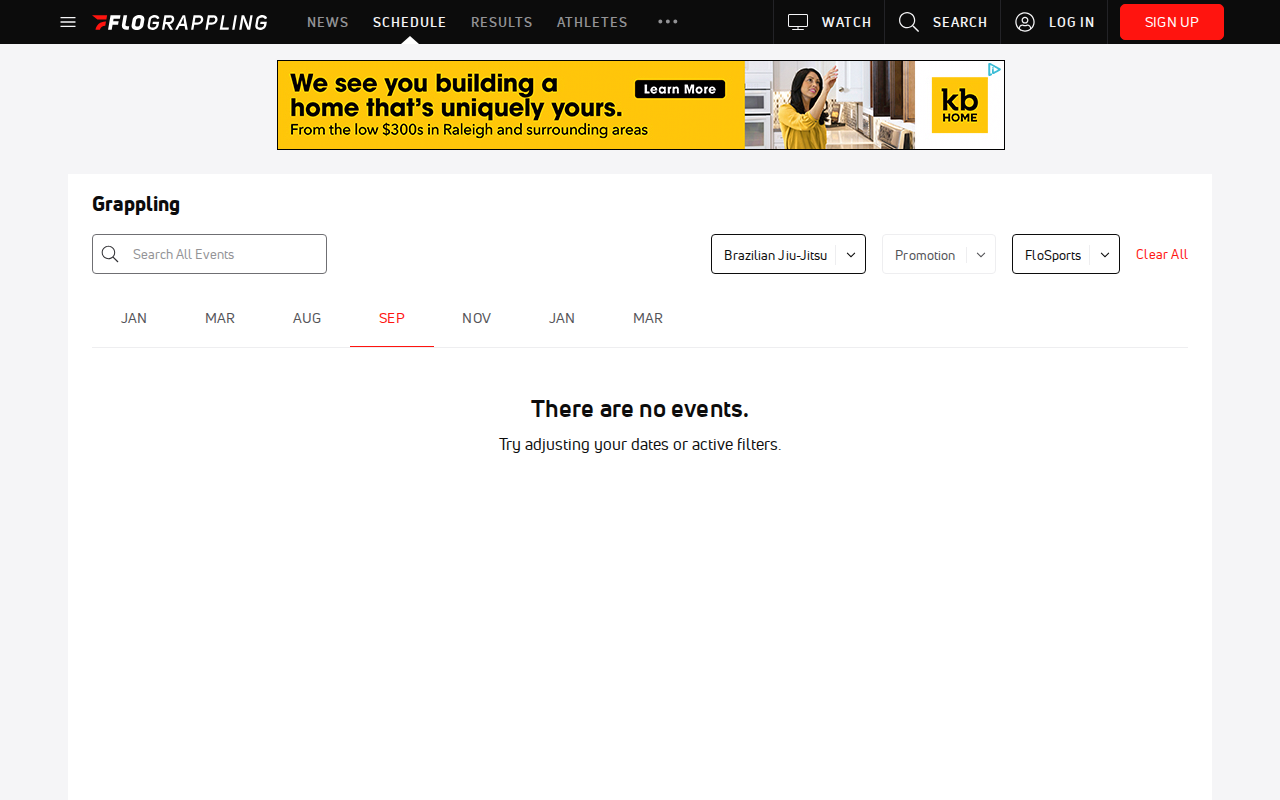 FLOGRAPPLING NEWS SCHEDULE RESULTS ATHLETES WATCH SEARCH LOG IN SIGN UP
We see you building a
home that's uniquely yours.
From the low $300s in Raleigh and surrounding areas
Learn More
kb
HOME
Grappling
Search All Events
Brazilian Jiu-Jitsu Promotion FloSports Clear All
JAN MAR AUG SEP NOV JAN MAR
There are no events.
Try adjusting your dates or active filters.